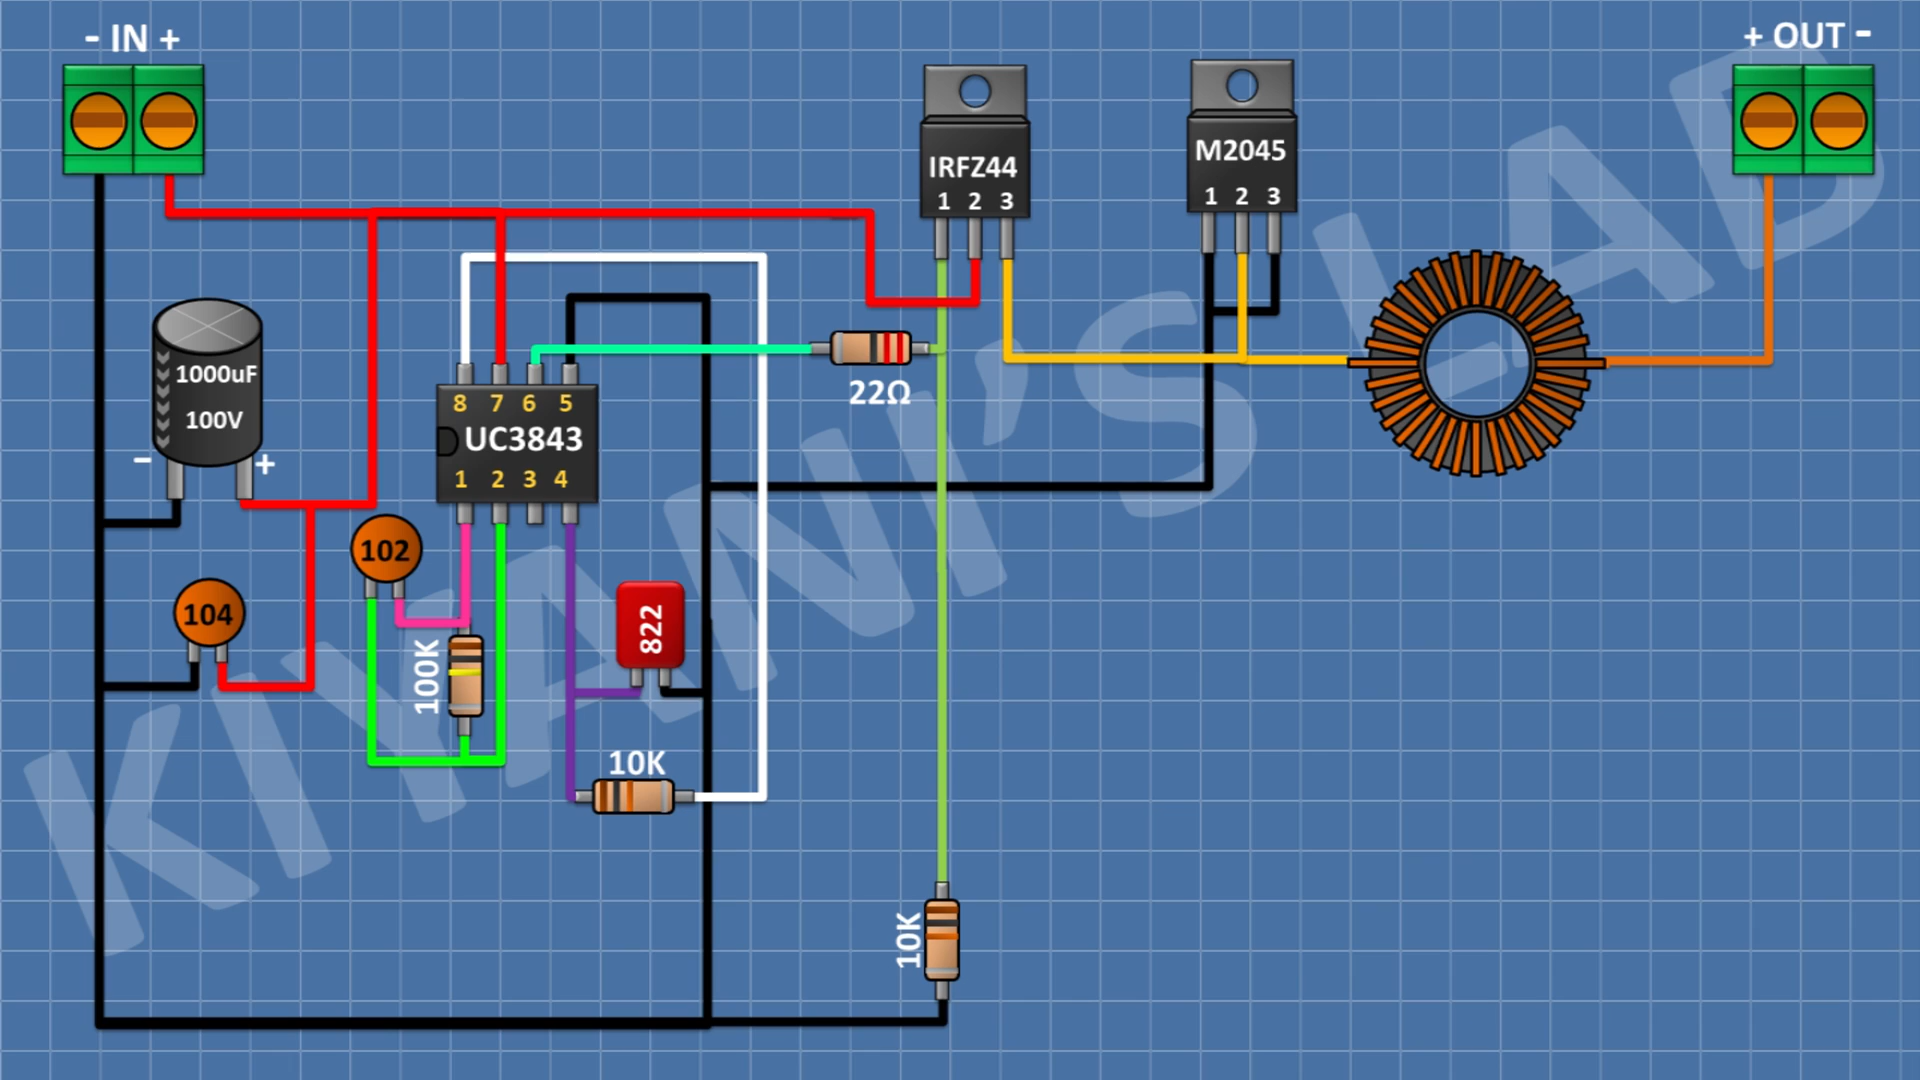 - IN +
+ OUT -
IRFZ44
1 2 3
M2045
1 2 3
1000uF
100V
- +
8 7 6 5
UC3843
1 2 3 4
22Ω
102
104
100K
822
10K
10K
KIYANI'S LAB